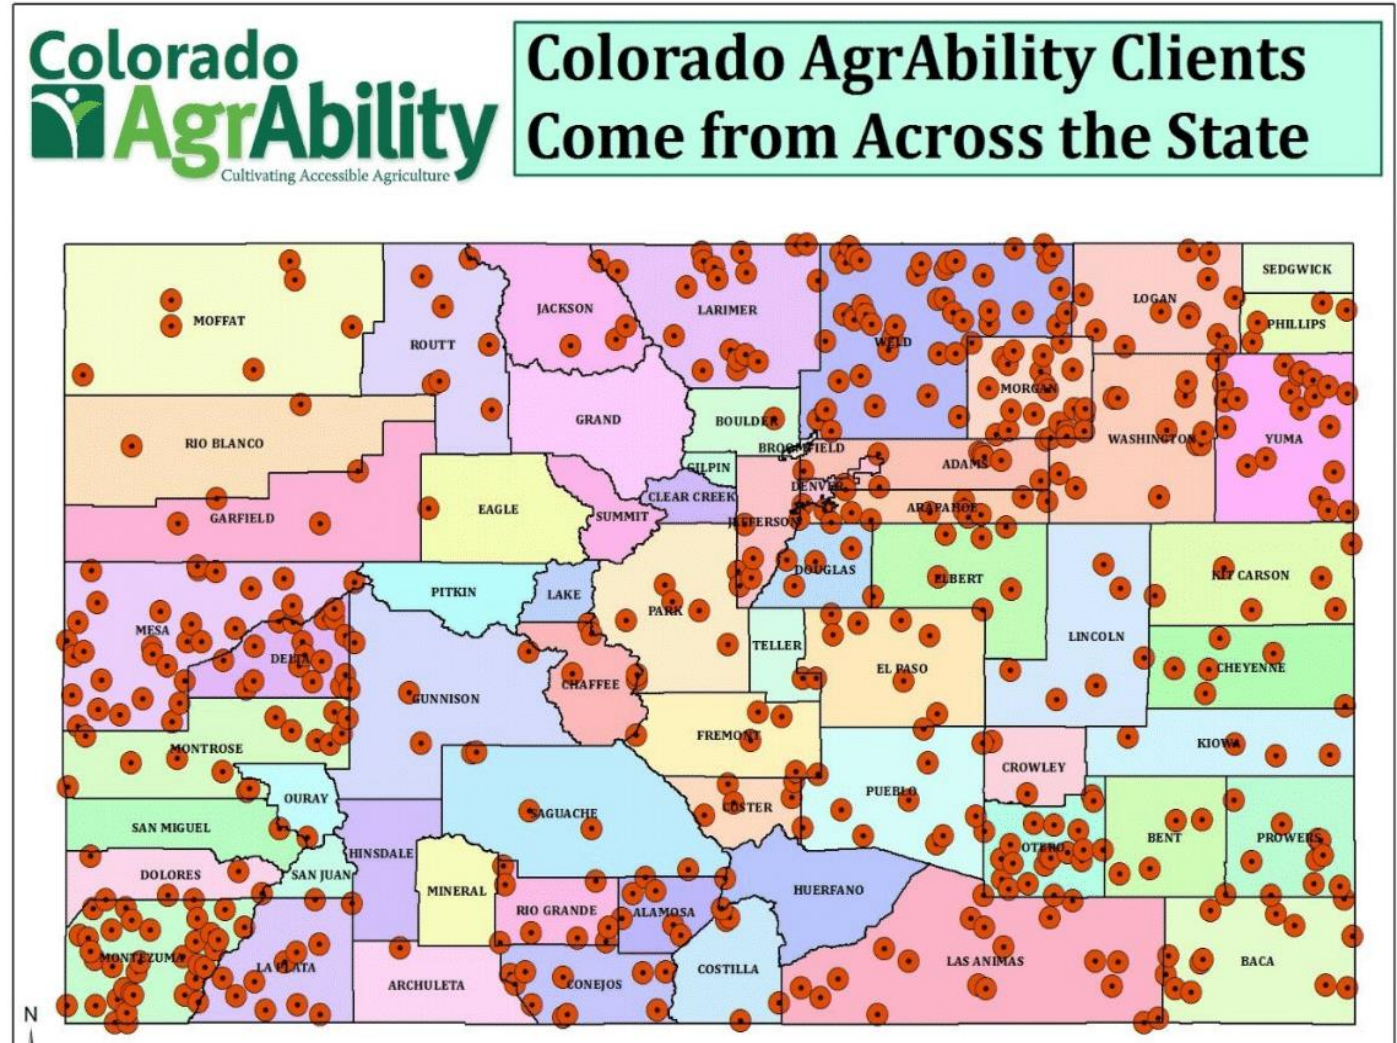 Colorado
AgrAbility
Cultivating Accessible Agriculture
Colorado AgrAbility Clients
Come from Across the State
SEDGWICK
LOGAN
JACKSON
LARIMER
MOFFAT
PHILLIPS
ROUTT
WELD
MORGAN
GRAND
BOULDER
RIO BLANCO
WASHINGTON
YUMA
BROOMFIELD
ADAMS
GILPIN
DENVER
CLEAR CREEK
EAGLE
ARAPAHOE
SUMMIT
GARFIELD
JEFFERSON
DOUGLAS
KIT CARSON
ELBERT
PITKIN
LAKE
PARK
MESA
LINCOLN
TELLER
DELTA
EL PASO
CHEYENNE
CHAFFEE
GUNNISON
FREMONT
KIOWA
MONTROSE
CROWLEY
PUEBLO
OURAY
CUSTER
SAGUACHE
SAN MIGUEL
BENT
PROWERS
OTERO
HINSDALE
DOLORES
SAN JUAN
MINERAL
HUERFANO
RIO GRANDE
ALAMOSA
MONTEZUMA
LAS ANIMAS
BACA
LA PLATA
COSTILLA
ARCHULETA
CONEJOS
N